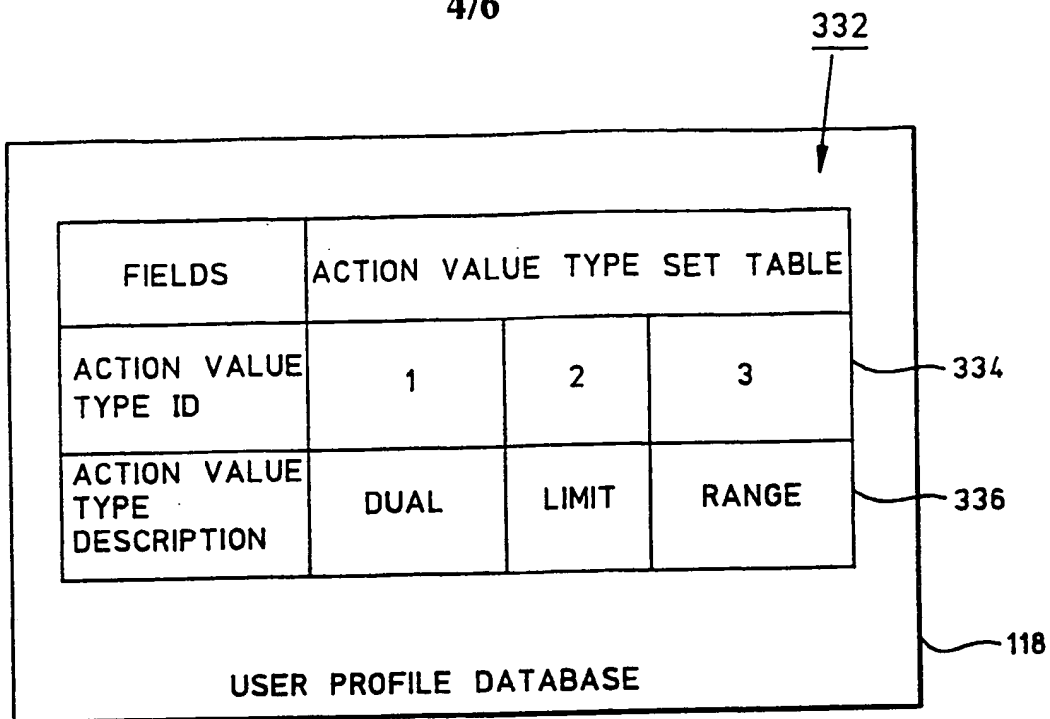 4/6
332
FIELDS
ACTION VALUE TYPE SET TABLE
ACTION VALUE
TYPE ID
1
2
3
334
ACTION VALUE
TYPE
DESCRIPTION
DUAL
LIMIT
RANGE
336
118
USER PROFILE DATABASE